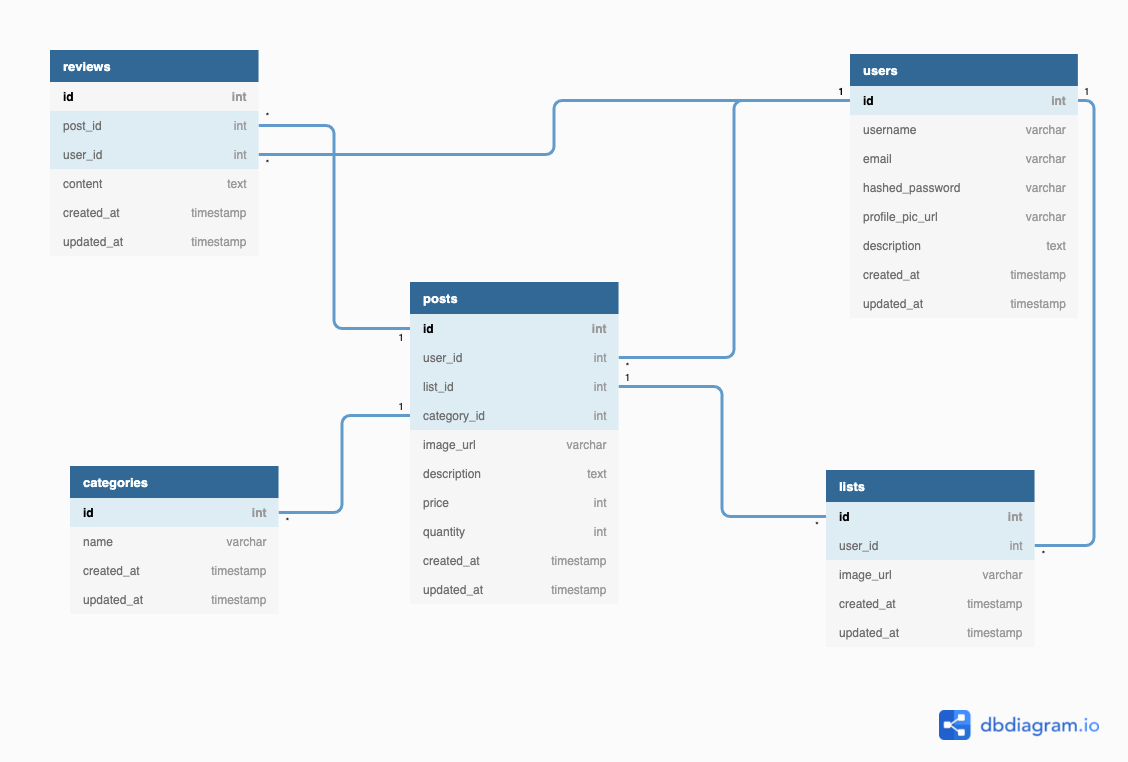 reviews
id int
post_id int
user_id int
content text
created_at timestamp
updated_at timestamp
*
*
users
1
1
id int
username varchar
email varchar
hashed_password varchar
profile_pic_url varchar
description text
created_at timestamp
updated_at timestamp
posts
id int
1
user_id int
*
1
list_id int
1
category_id int
image_url varchar
description text
price int
quantity int
created_at timestamp
updated_at timestamp
categories
id int
*
name varchar
created_at timestamp
updated_at timestamp
lists
id int
*
user_id int
*
image_url varchar
created_at timestamp
updated_at timestamp
dbdiagram.io